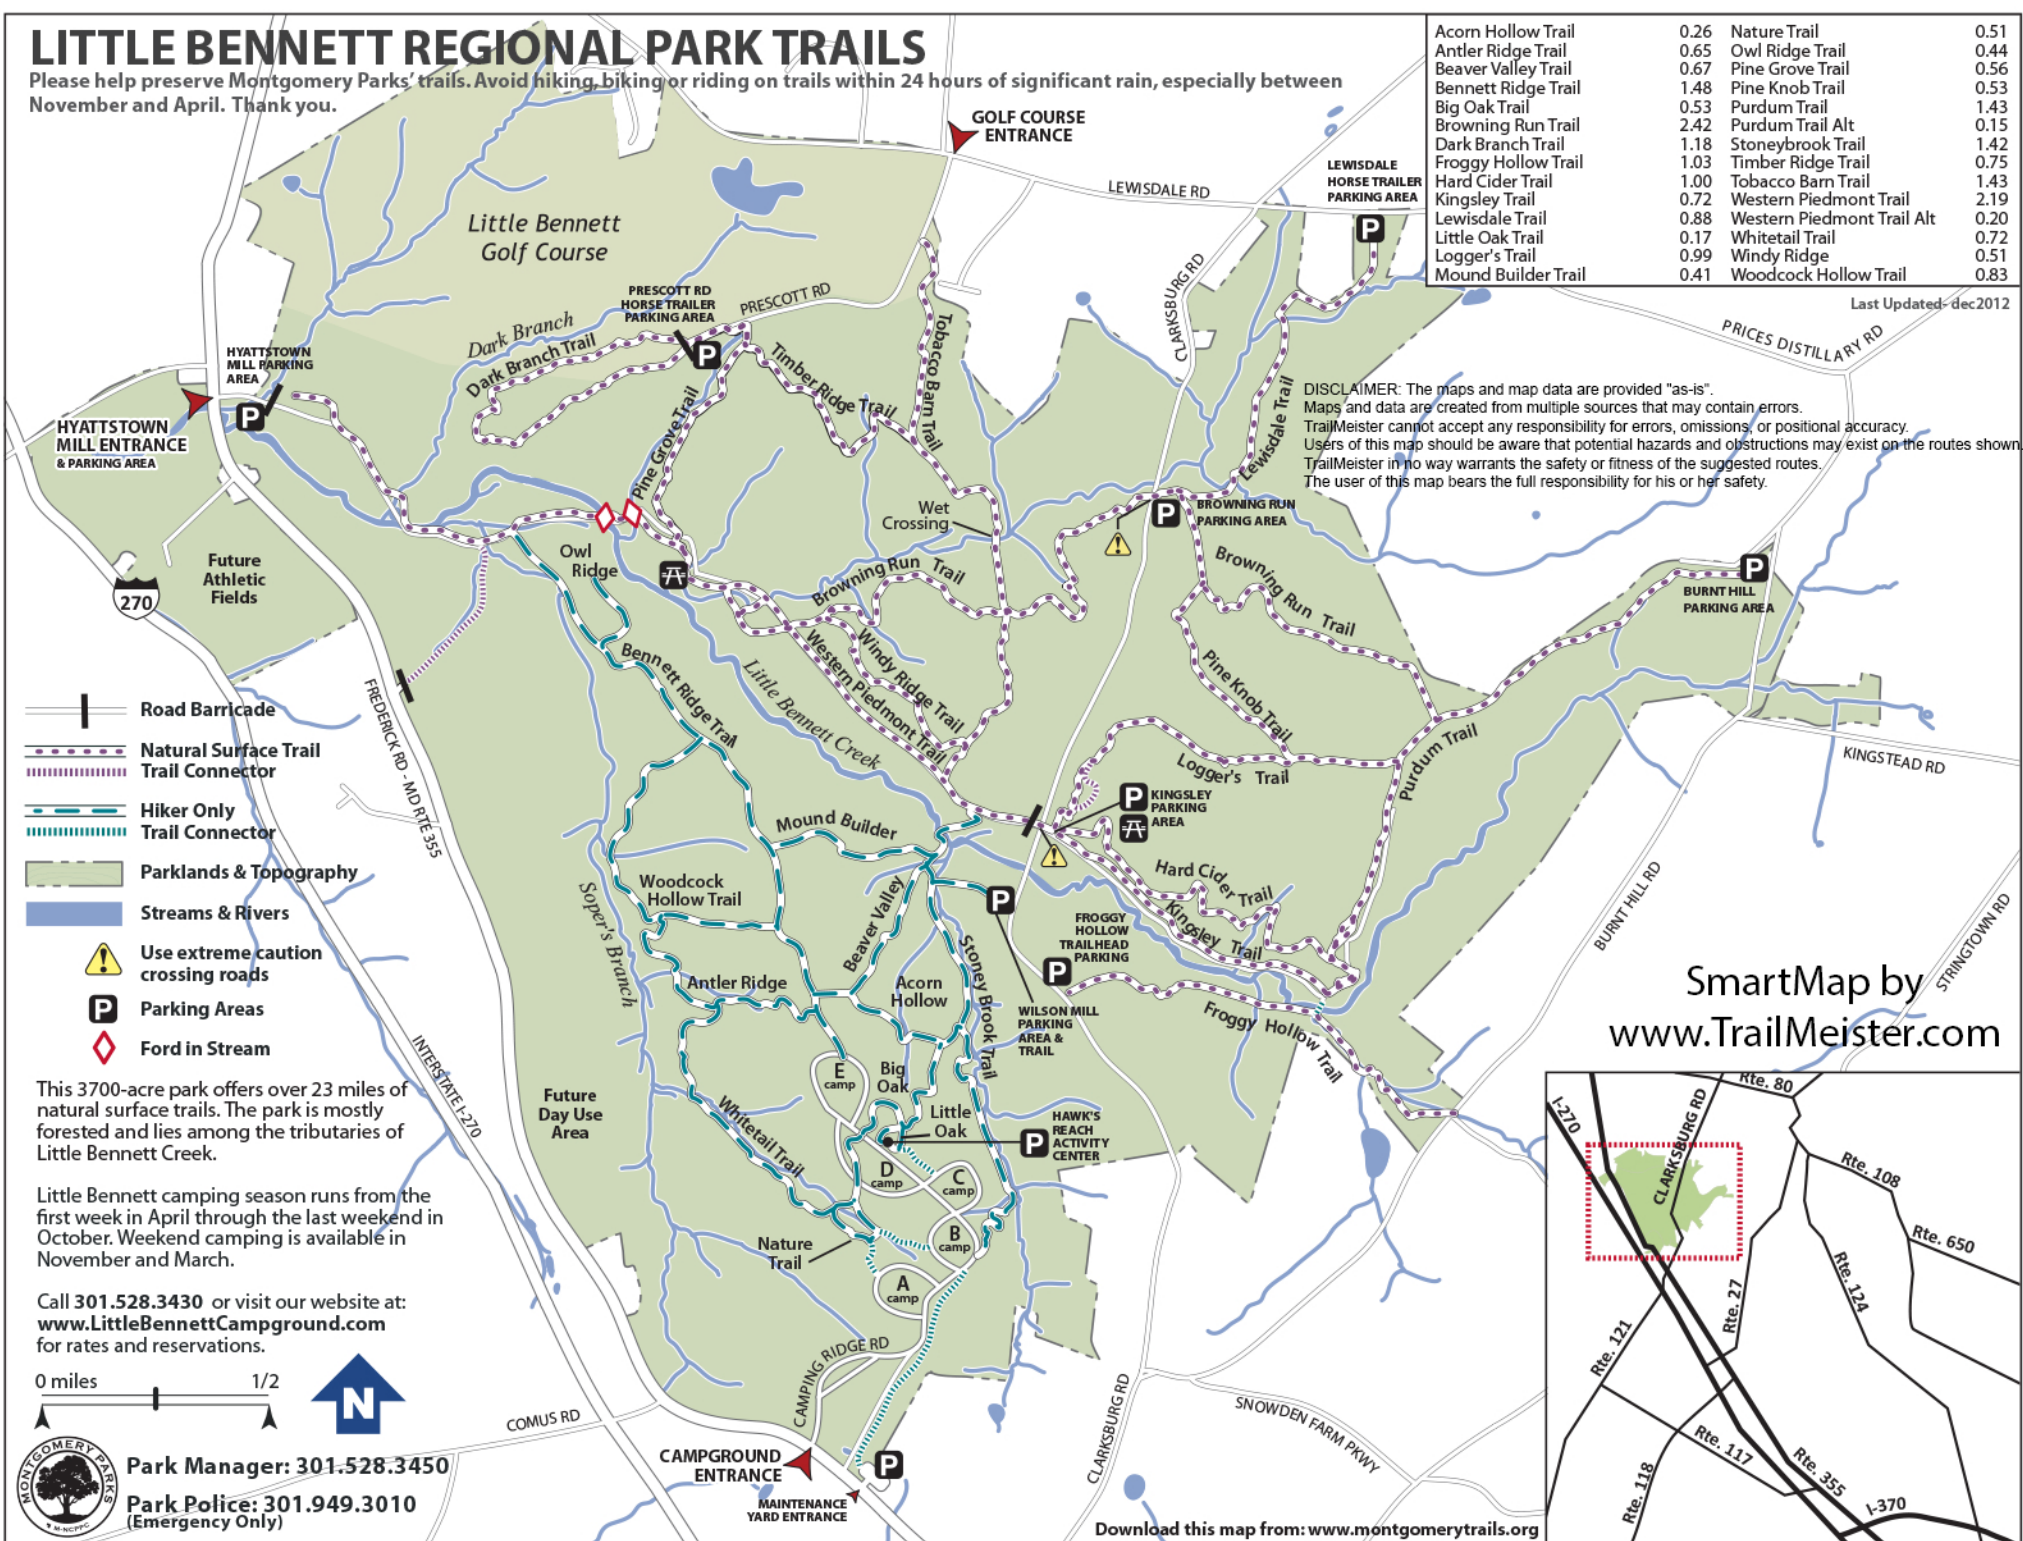 LITTLE BENNETT REGIONAL PARK TRAILS
Please help preserve Montgomery Parks' trails. Avoid hiking, biking or riding on trails within 24 hours of significant rain, especially between
November and April. Thank you.
Acorn Hollow Trail 0.26 Nature Trail 0.51
Antler Ridge Trail 0.65 Owl Ridge Trail 0.44
Beaver Valley Trail 0.67 Pine Grove Trail 0.56
Bennett Ridge Trail 1.48 Pine Knob Trail 0.53
Big Oak Trail 0.53 Purdum Trail 1.43
Browning Run Trail 2.42 Purdum Trail Alt 0.15
Dark Branch Trail 1.18 Stoneybrook Trail 1.42
Froggy Hollow Trail 1.03 Timber Ridge Trail 0.75
Hard Cider Trail 1.00 Tobacco Barn Trail 1.43
Kingsley Trail 0.72 Western Piedmont Trail 2.19
Lewisdale Trail 0.88 Western Piedmont Trail Alt 0.20
Little Oak Trail 0.17 Whitetail Trail 0.72
Logger's Trail 0.99 Windy Ridge 0.51
Mound Builder Trail 0.41 Woodcock Hollow Trail 0.83
Last Updated- dec2012
GOLF COURSE
ENTRANCE
LEWISDALE RD
LEWISDALE
HORSE TRAILER
PARKING AREA
P
Little Bennett
Golf Course
CLARKSBURG RD
PRESCOTT RD
HORSE TRAILER
PARKING AREA
P
PRESCOTT RD
PRICES DISTILLARY RD
Dark Branch
Dark Branch Trail
Timber Ridge Trail
Tobacco Barn Trail
Pine Grove Trail
Lewisdale Trail
HYATTSTOWN
MILL PARKING
AREA
P
HYATTSTOWN
MILL ENTRANCE
& PARKING AREA
DISCLAIMER: The maps and map data are provided "as-is".
Maps and data are created from multiple sources that may contain errors.
TrailMeister cannot accept any responsibility for errors, omissions, or positional accuracy.
Users of this map should be aware that potential hazards and obstructions may exist on the routes shown.
TrailMeister in no way warrants the safety or fitness of the suggested routes.
The user of this map bears the full responsibility for his or her safety.
Wet
Crossing
P
BROWNING RUN
PARKING AREA
Owl
Ridge
Future
Athletic
Fields
270
Browning Run Trail
Browning Run Trail
P
BURNT HILL
PARKING AREA
Bennett Ridge Trail
Western Piedmont Trail
Windy Ridge Trail
Little Bennett Creek
Pine Knob Trail
Logger's Trail
Purdum Trail
KINGSTEAD RD
FREDERICK RD - MD RTE 355
Road Barricade
Natural Surface Trail
Trail Connector
Hiker Only
Trail Connector
Parklands & Topography
Streams & Rivers
Use extreme caution
crossing roads
P
Parking Areas
Ford in Stream
P
KINGSLEY
PARKING
AREA
Mound Builder
Woodcock
Hollow Trail
Soper's Branch
Beaver Valley
P
Hard Cider Trail
Kingsley Trail
BURNT HILL RD
STRINGTOWN RD
FROGGY
HOLLOW
TRAILHEAD
PARKING
P
Antler Ridge
Acorn
Hollow
Stoney Brook Trail
WILSON MILL
PARKING
AREA &
TRAIL
Froggy Hollow Trail
SmartMap by
www.TrailMeister.com
INTERSTATE I-270
This 3700-acre park offers over 23 miles of
natural surface trails. The park is mostly
forested and lies among the tributaries of
Little Bennett Creek.
Future
Day Use
Area
E
camp
Big
Oak
Little
Oak
P
HAWK'S
REACH
ACTIVITY
CENTER
Whitetail Trail
D
camp
C
camp
B
camp
A
camp
Nature
Trail
Little Bennett camping season runs from the
first week in April through the last weekend in
October. Weekend camping is available in
November and March.
Call 301.528.3430 or visit our website at:
www.LittleBennettCampground.com
for rates and reservations.
0 miles 1/2
N
COMUS RD
CAMPING RIDGE RD
CLARKSBURG RD
SNOWDEN FARM PKWY
MONTGOMERY PARKS
M-NCPPC
Park Manager: 301.528.3450
Park Police: 301.949.3010
(Emergency Only)
CAMPGROUND
ENTRANCE
P
MAINTENANCE
YARD ENTRANCE
Download this map from: www.montgomerytrails.org
I-270
CLARKSBURG RD
Rte. 80
Rte. 108
Rte. 650
Rte. 27
Rte. 124
Rte. 121
Rte. 117
Rte. 118
Rte. 355
I-370